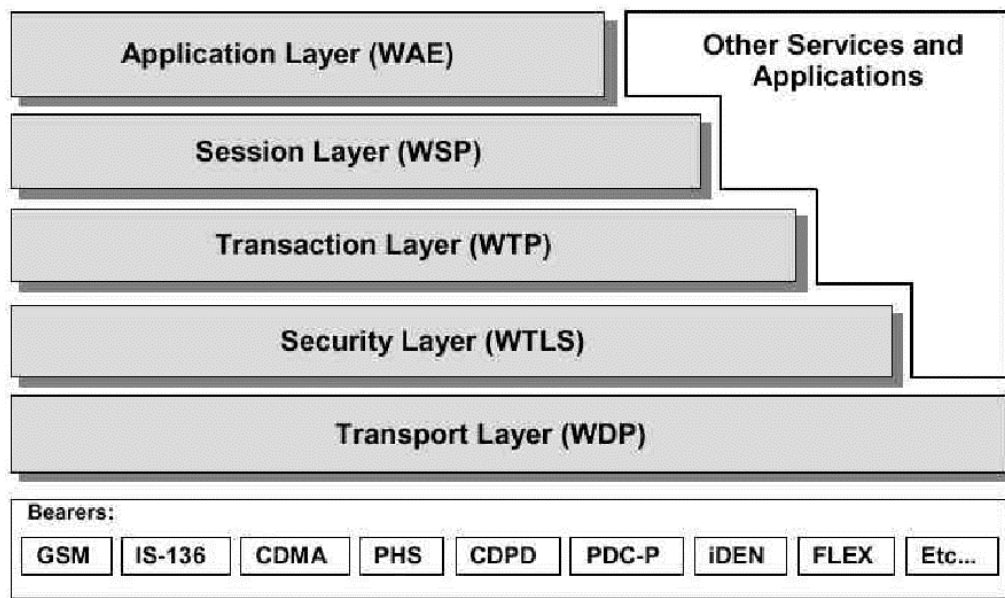 Application Layer (WAE)
Other Services and
Applications
Session Layer (WSP)
Transaction Layer (WTP)
Security Layer (WTLS)
Transport Layer (WDP)
Bearers:
GSM IS-136 CDMA PHS CDPD PDC-P iDEN FLEX Etc...